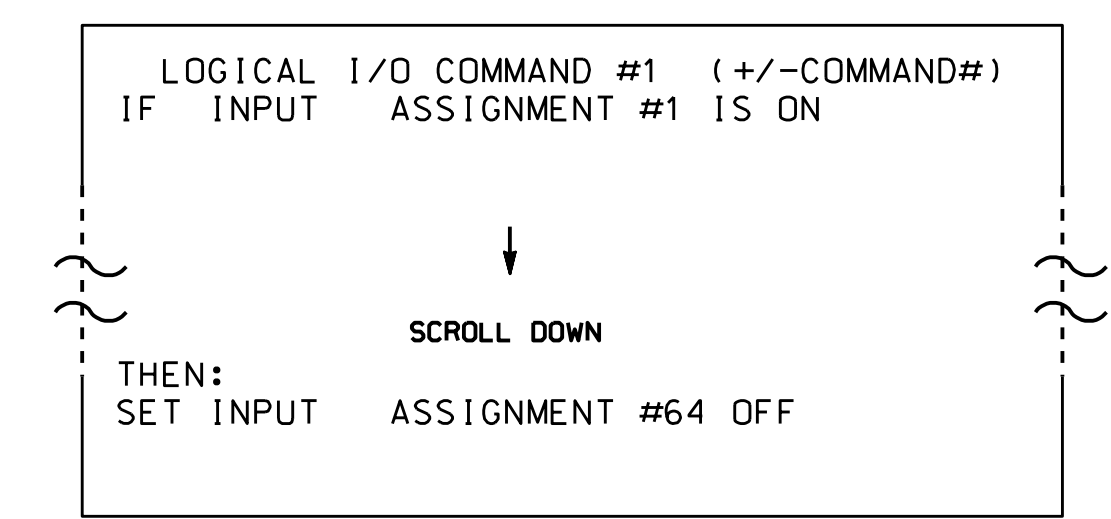 LOGICAL I/O COMMAND #1 (+/-COMMAND#)
IF INPUT ASSIGNMENT #1 IS ON
SCROLL DOWN
THEN:
SET INPUT ASSIGNMENT #64 OFF